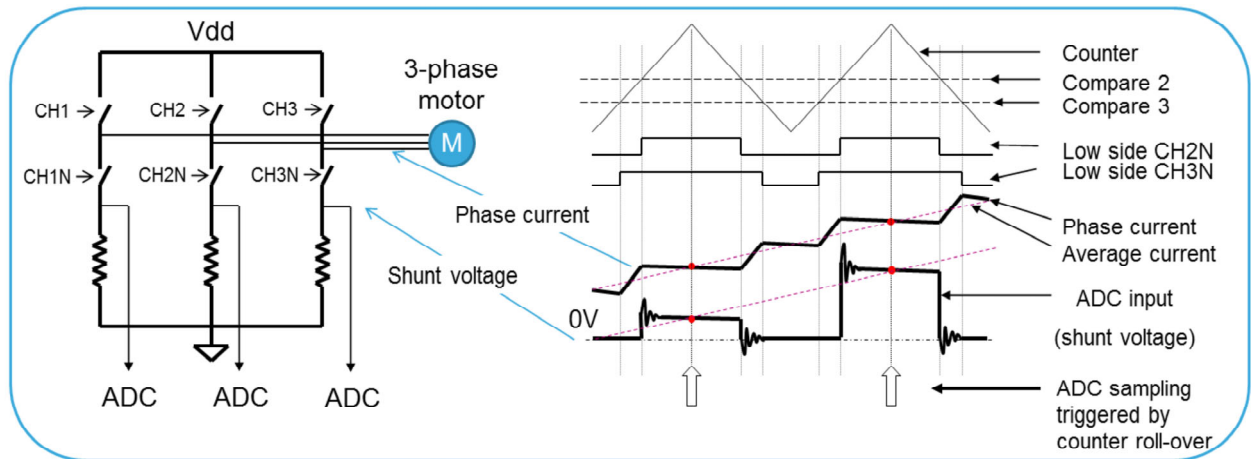 Vdd
3-phase
motor
CH1
CH2
CH3
M
CH1N
CH2N
CH3N
Phase current
Shunt voltage
ADC
ADC
ADC
Counter
Compare 2
Compare 3
Low side CH2N
Low side CH3N
Phase current
Average current
0V
ADC input
(shunt voltage)
ADC sampling
triggered by
counter roll-over